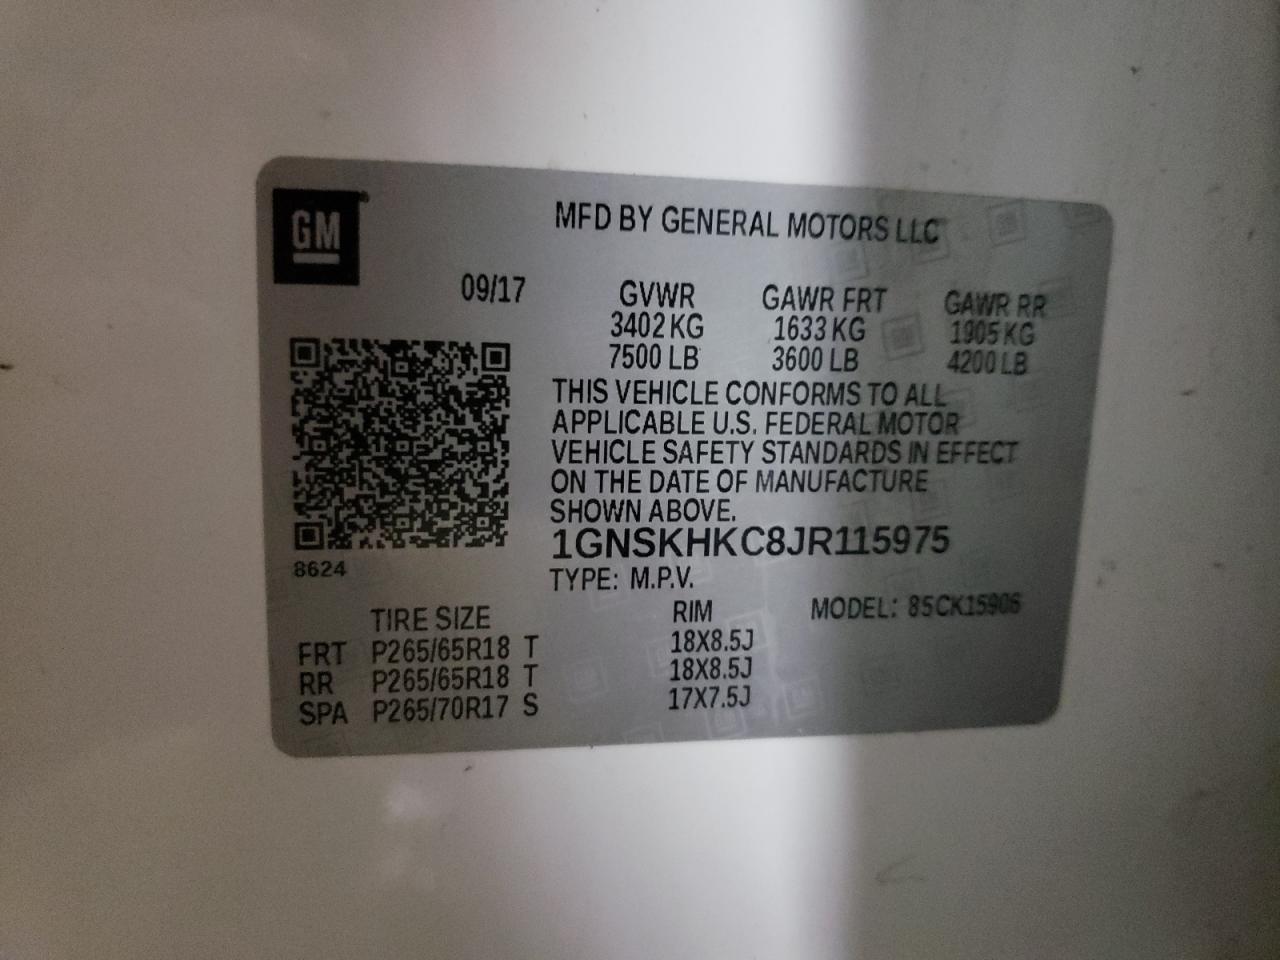 GM
MFD BY GENERAL MOTORS LLC
09/17 GVWR GAWR FRT GAWR RR
3402 KG 1633 KG 1905 KG
7500 LB 3600 LB 4200 LB
THIS VEHICLE CONFORMS TO ALL
APPLICABLE U.S. FEDERAL MOTOR
VEHICLE SAFETY STANDARDS IN EFFECT
ON THE DATE OF MANUFACTURE
SHOWN ABOVE.
1GNSKHKC8JR115975
8624
TYPE: M.P.V.
TIRE SIZE RIM MODEL: 85CK15906
FRT P265/65R18 T 18X8.5J
RR P265/65R18 T 18X8.5J
SPA P265/70R17 S 17X7.5J